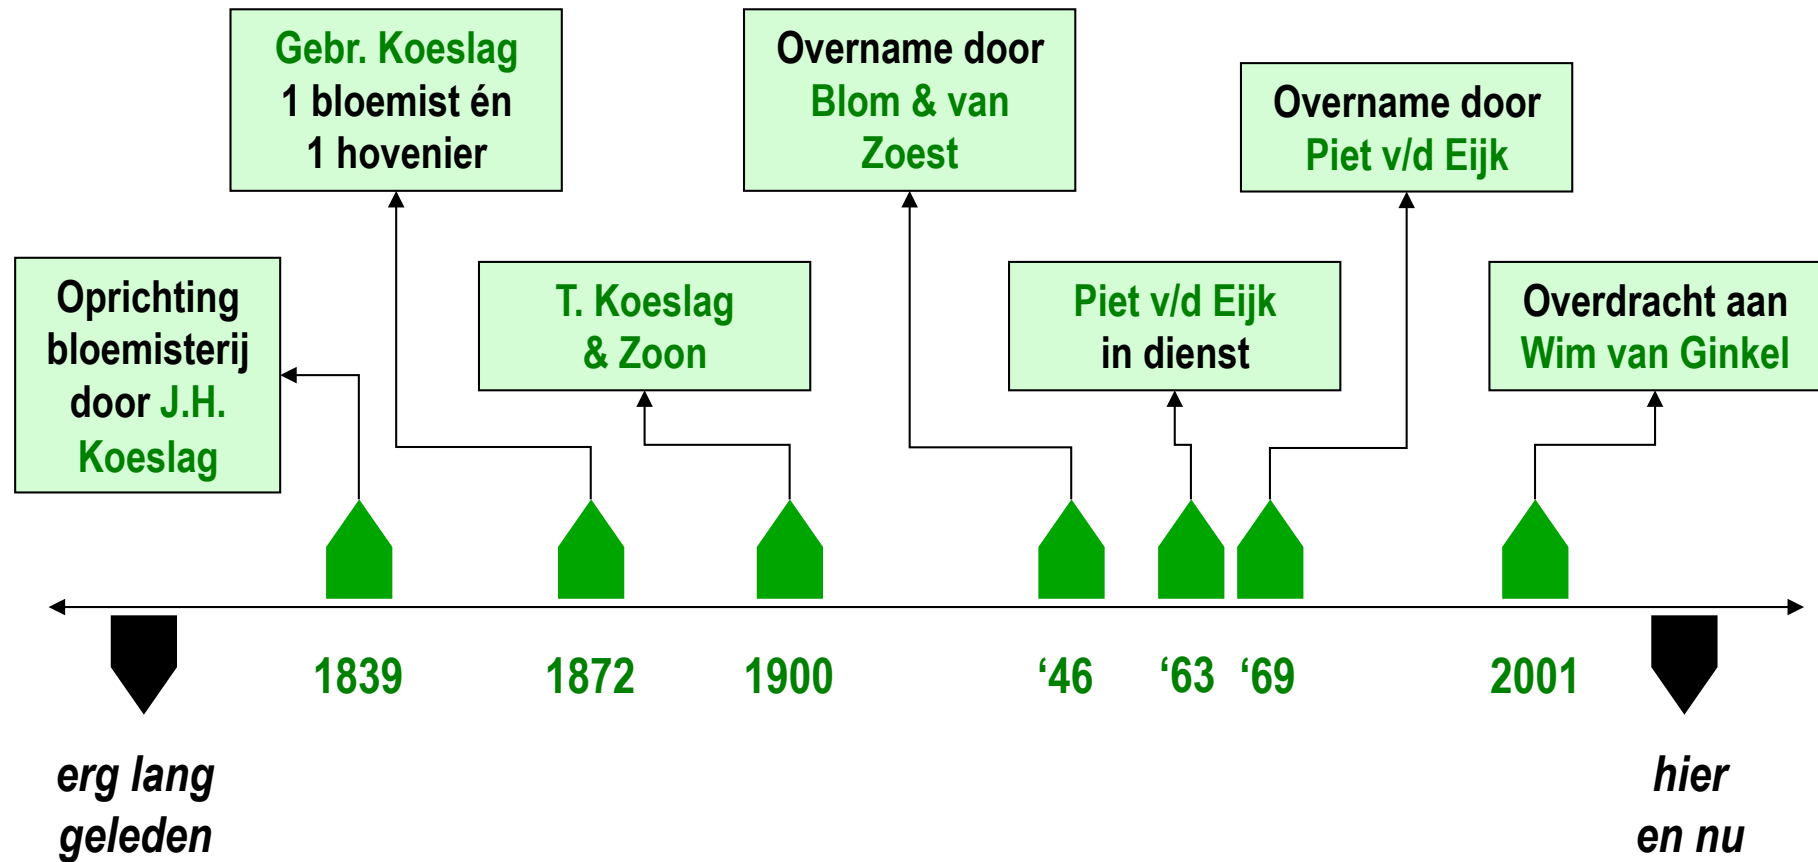 Gebr. Koeslag
1 bloemist én
1 hovenier
Overname door
Blom & van
Zoest
Overname door
Piet v/d Eijk
Oprichting
bloemisterij
door J.H.
Koeslag
T. Koeslag
& Zoon
Piet v/d Eijk
in dienst
Overdracht aan
Wim van Ginkel
1839
1872
1900
‘46
‘63
‘69
2001
erg lang
geleden
hier
en nu